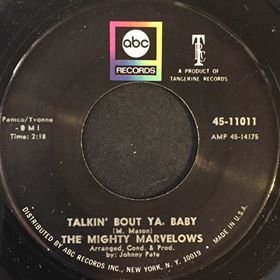 abc
RECORDS
TRC
A PRODUCT OF
TANGERINE RECORDS
Pamco/Yvonne
-BMI
Time: 2:10
45-11011
AMP 45-14175
TALKIN' BOUT YA, BABY
(M. Mason)
THE MIGHTY MARVELOWS
Arranged, Cond. & Prod.
by: Johnny Pate
DISTRIBUTED BY ABC RECORDS INC., NEW YORK, N.Y. 10019 • MADE IN U.S.A.